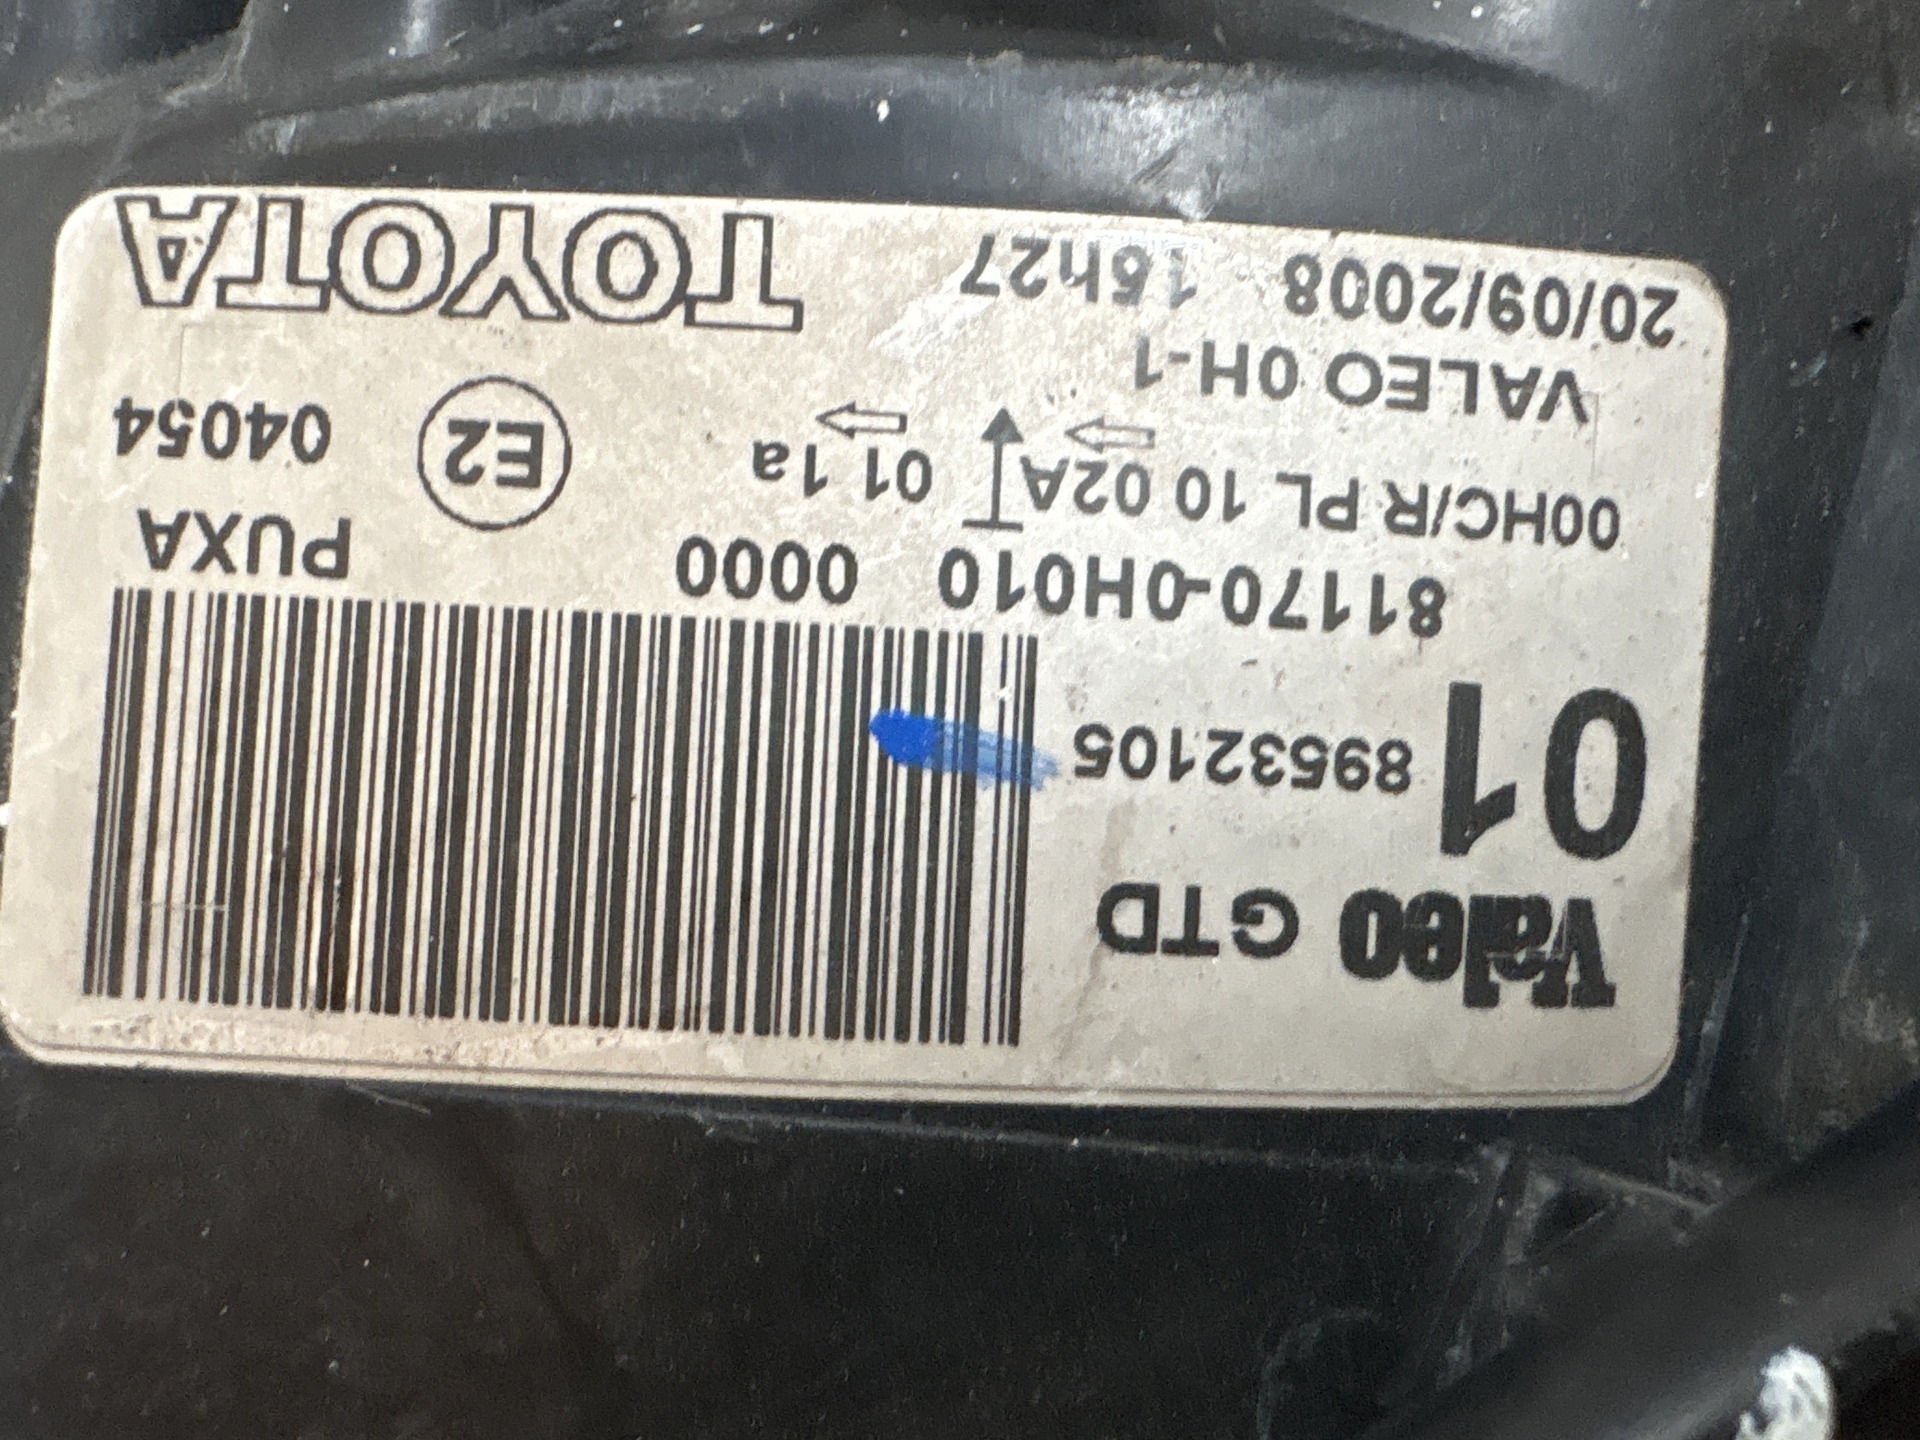 Valeo GTD
01 89532105
81170-0H010 0000 PUXA
00HC/R PL 10 02A 01 1a E2 04054
VALEO 0H-1
20/09/2008 15h27 TOYOTA